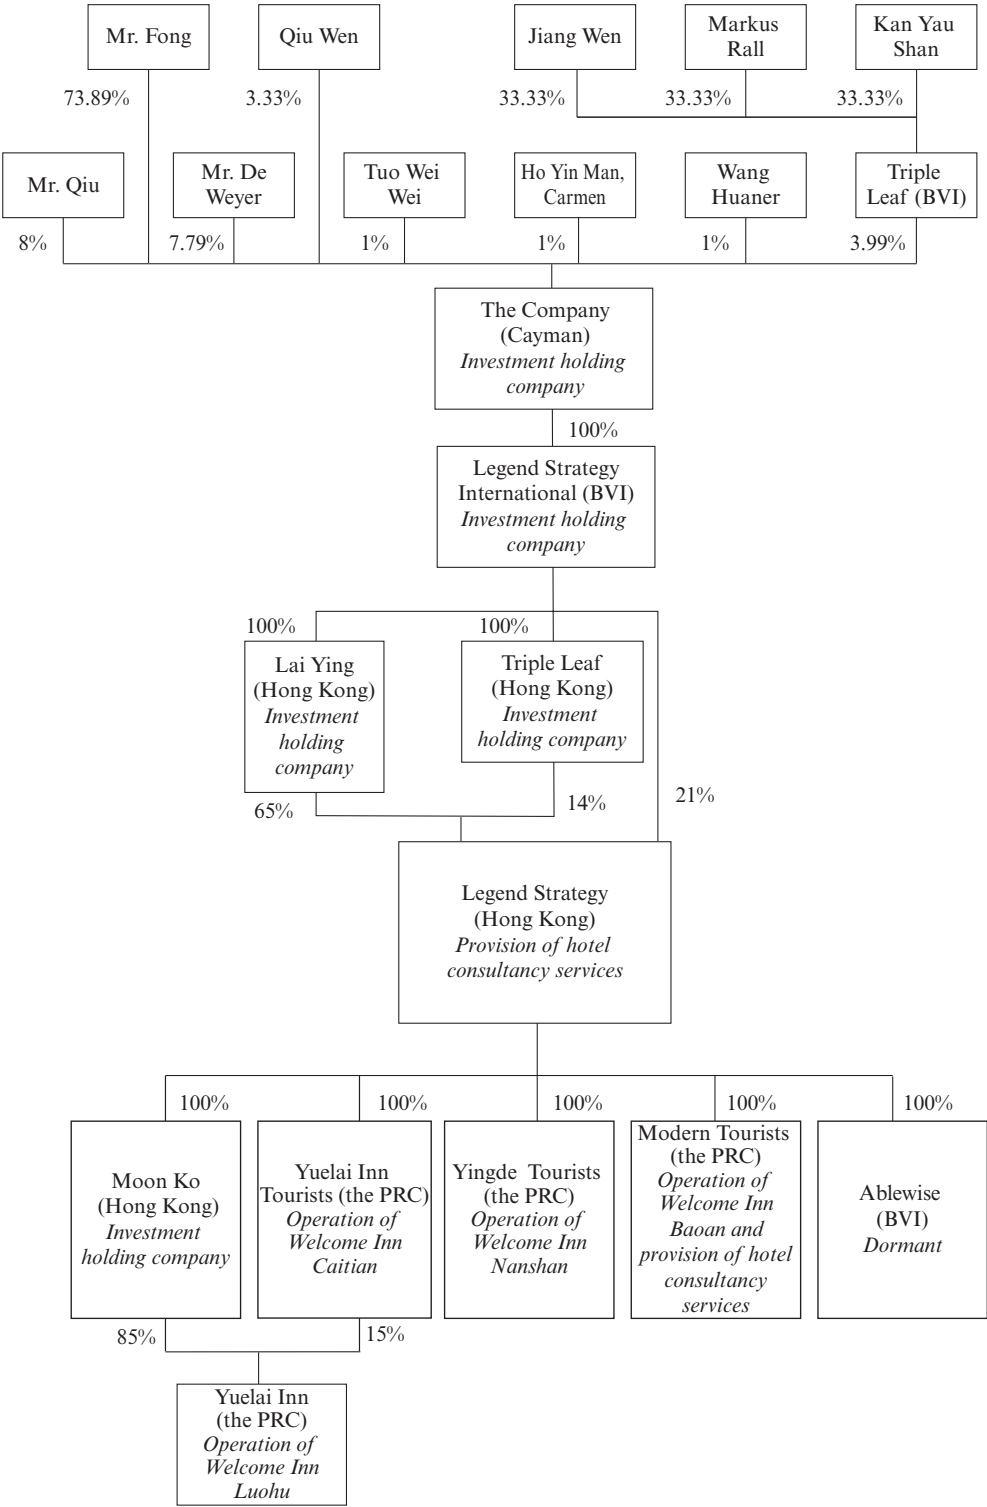 Mr. Fong
Qiu Wen
Jiang Wen
Markus
Rall
Kan Yau
Shan
73.89%
3.33%
33.33%
33.33%
33.33%
Mr. Qiu
Mr. De
Weyer
Tuo Wei
Wei
Ho Yin Man,
Carmen
Wang
Huaner
Triple
Leaf (BVI)
8%
7.79%
1%
1%
1%
3.99%
The Company
(Cayman)
Investment holding
company
100%
Legend Strategy
International (BVI)
Investment holding
company
100%
100%
Lai Ying
(Hong Kong)
Investment
holding
company
Triple Leaf
(Hong Kong)
Investment
holding company
65%
14%
21%
Legend Strategy
(Hong Kong)
Provision of hotel
consultancy services
100%
100%
100%
100%
100%
Moon Ko
(Hong Kong)
Investment
holding company
Yuelai Inn
Tourists (the PRC)
Operation of
Welcome Inn
Caitian
Yingde Tourists
(the PRC)
Operation of
Welcome Inn
Nanshan
Modern Tourists
(the PRC)
Operation of
Welcome Inn
Baoan and
provision of hotel
consultancy
services
Ablewise
(BVI)
Dormant
85%
15%
Yuelai Inn
(the PRC)
Operation of
Welcome Inn
Luohu